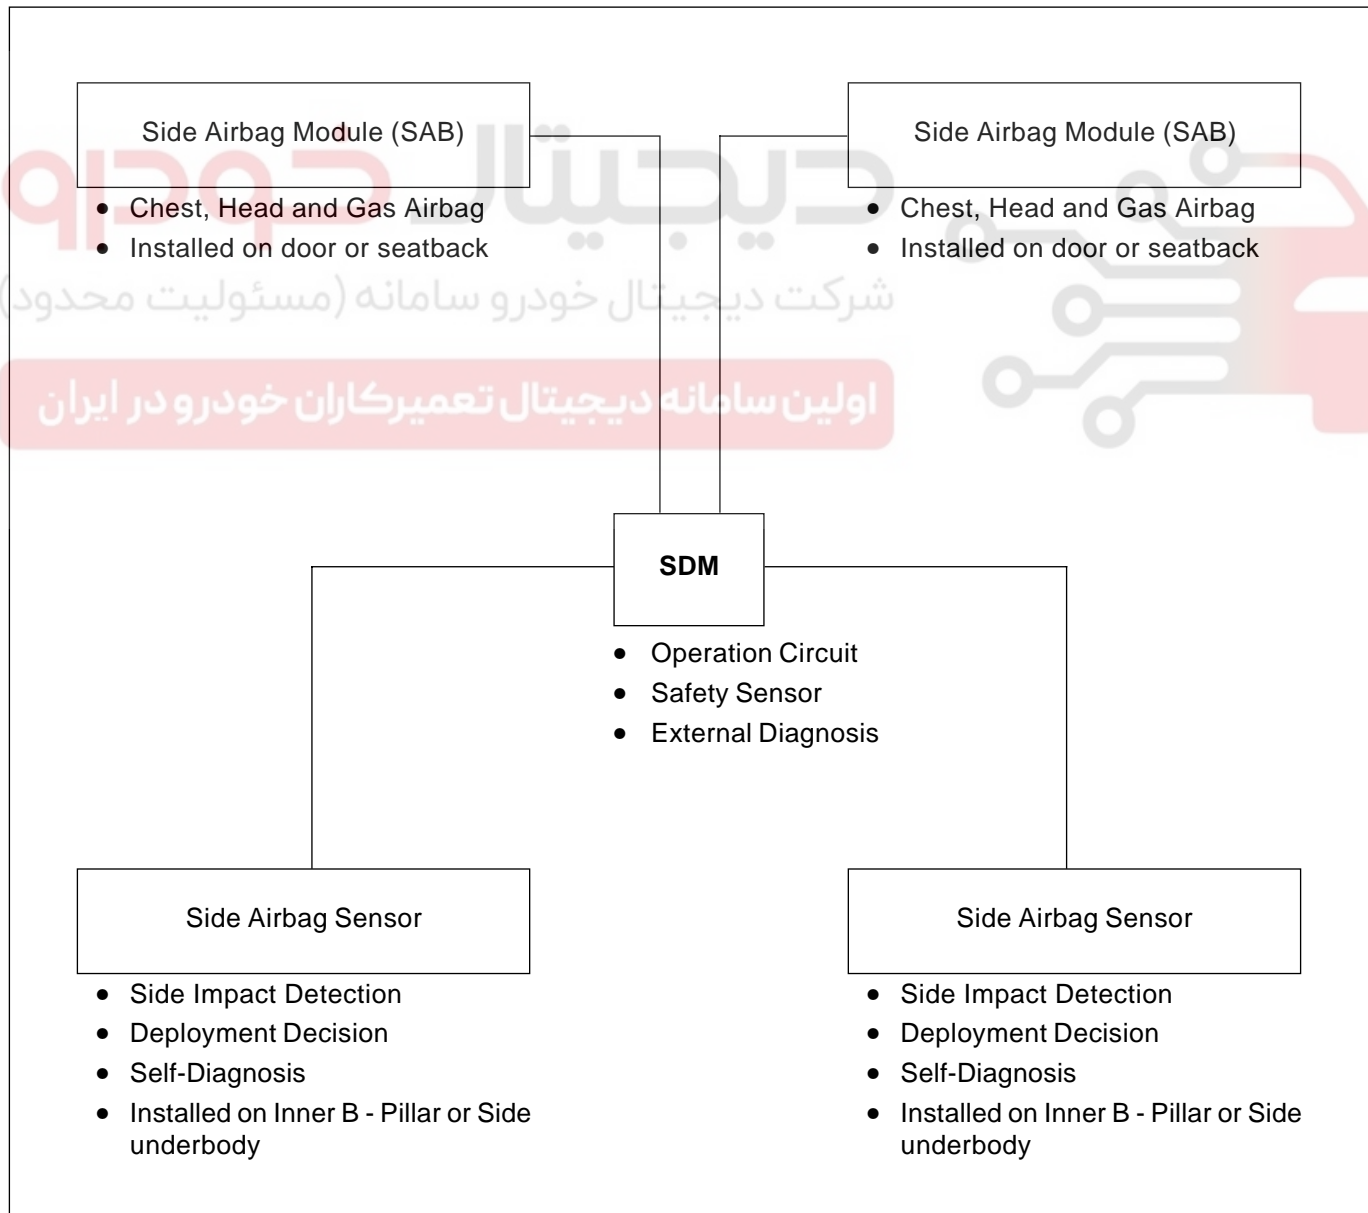 Side Airbag Module (SAB)
• Chest, Head and Gas Airbag
• Installed on door or seatback
Side Airbag Module (SAB)
• Chest, Head and Gas Airbag
• Installed on door or seatback
دیجیتال خودرو
شرکت دیجیتال خودرو سامانه (مسئولیت محدود)
اولین سامانه دیجیتال تعمیرکاران خودرو در ایران
SDM
• Operation Circuit
• Safety Sensor
• External Diagnosis
Side Airbag Sensor
• Side Impact Detection
• Deployment Decision
• Self-Diagnosis
• Installed on Inner B - Pillar or Side
underbody
Side Airbag Sensor
• Side Impact Detection
• Deployment Decision
• Self-Diagnosis
• Installed on Inner B - Pillar or Side
underbody